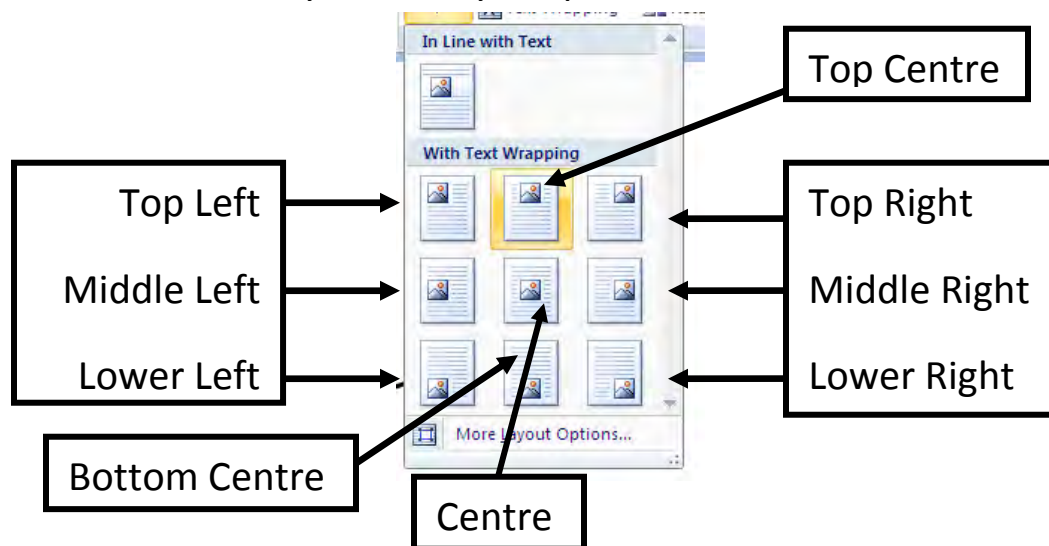 In Line with Text
Top Centre
With Text Wrapping
Top Left
Top Right
Middle Left
Middle Right
Lower Left
Lower Right
More Layout Options...
Bottom Centre
Centre